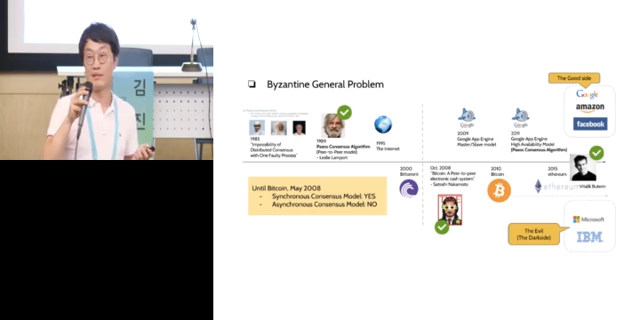 김
진
❑ Byzantine General Problem
The Good side
Google
amazon
facebook
1983
"Impossibility of
Distributed Consensus
with One Faulty Process"
1989
Paxos Consensus Algorithm
(Peer-to-Peer model)
- Leslie Lamport
1995
The Internet
2009
Google App Engine
Master/Slave model
2011
Google App Engine
High Availability Model
(Paxos Consensus Algorithm)
2000
Bittorrent
Oct. 2008
"Bitcoin: A Peer-to-peer
electronic cash system"
- Satoshi Nakamoto
2010
Bitcoin
2015
ethereum
ethereum
Vitalik Buterin
Until Bitcoin, May 2008
- Synchronous Consensus Model: YES
- Asynchronous Consensus Model: NO
The Evil
(The Darkside)
Microsoft
IBM